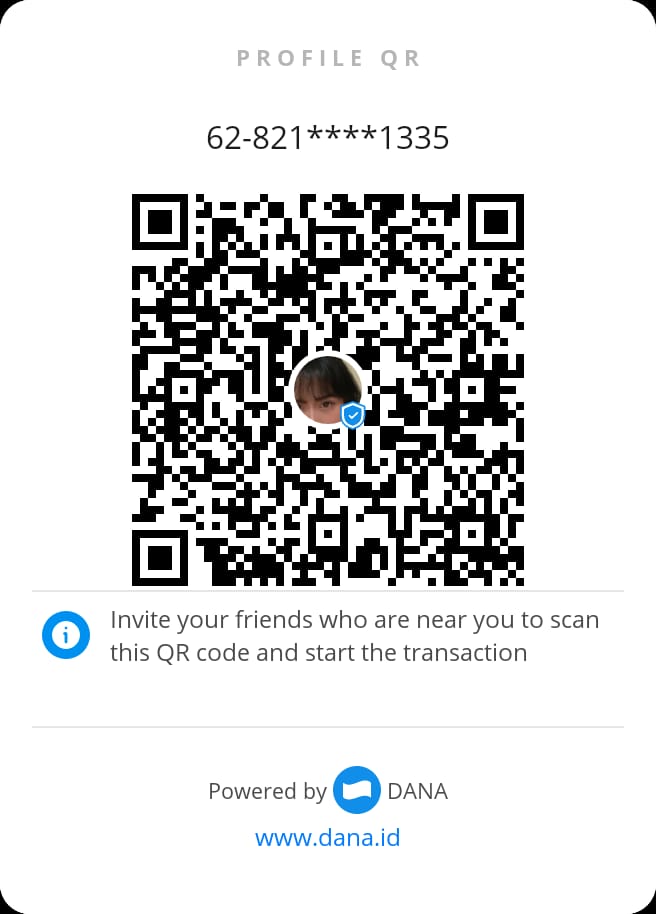 PROFILE QR
62-821****1335
Invite your friends who are near you to scan
this QR code and start the transaction
Powered by DANA
www.dana.id